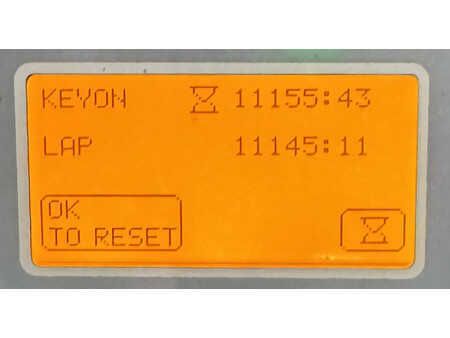 KEYON 11155:43
LAP 11145:11
OK
TO RESET